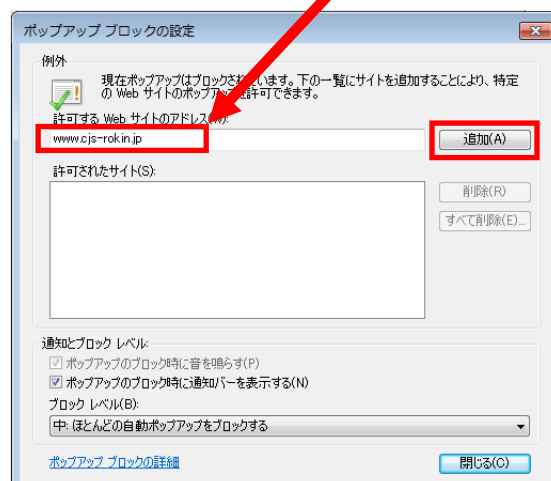 ポップアップ ブロックの設定
例外
現在ポップアップはブロックされています。下の一覧にサイトを追加することにより、特定
の Web サイトのポップアップを許可できます。
許可する Web サイトのアドレス(W):
www.cjs-rokin.jp
追加(A)
許可されたサイト(S):
削除(R)
すべて削除(E)...
通知とブロック レベル:
ポップアップのブロック時に音を鳴らす(P)
ポップアップのブロック時に通知バーを表示する(N)
ブロック レベル(B):
中: ほとんどの自動ポップアップをブロックする
ポップアップ ブロックの詳細
閉じる(C)